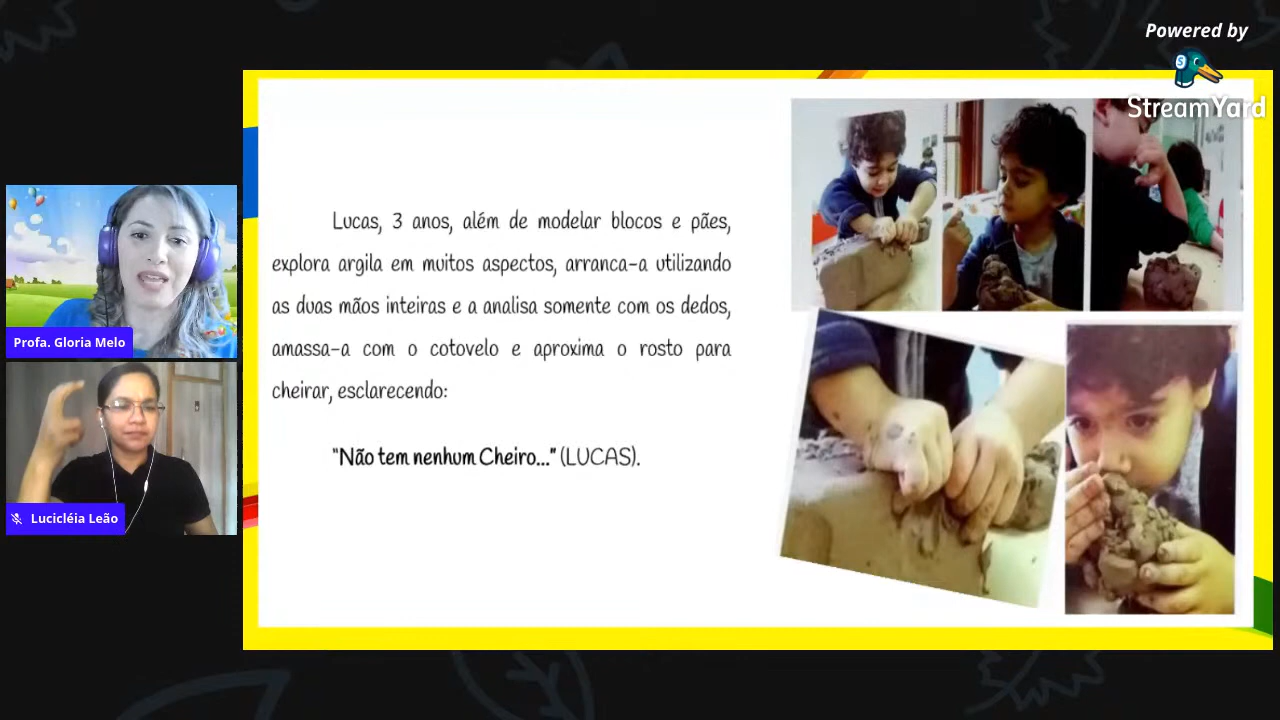 Powered by
StreamYard
Lucas, 3 anos, além de modelar blocos e pães,
explora argila em muitos aspectos, arranca-a utilizando
as duas mãos inteiras e a analisa somente com os dedos,
amassa-a com o cotovelo e aproxima o rosto para
cheirar, esclarecendo:
"Não tem nenhum Cheiro..." (LUCAS).
Profa. Gloria Melo
Lucicléia Leão